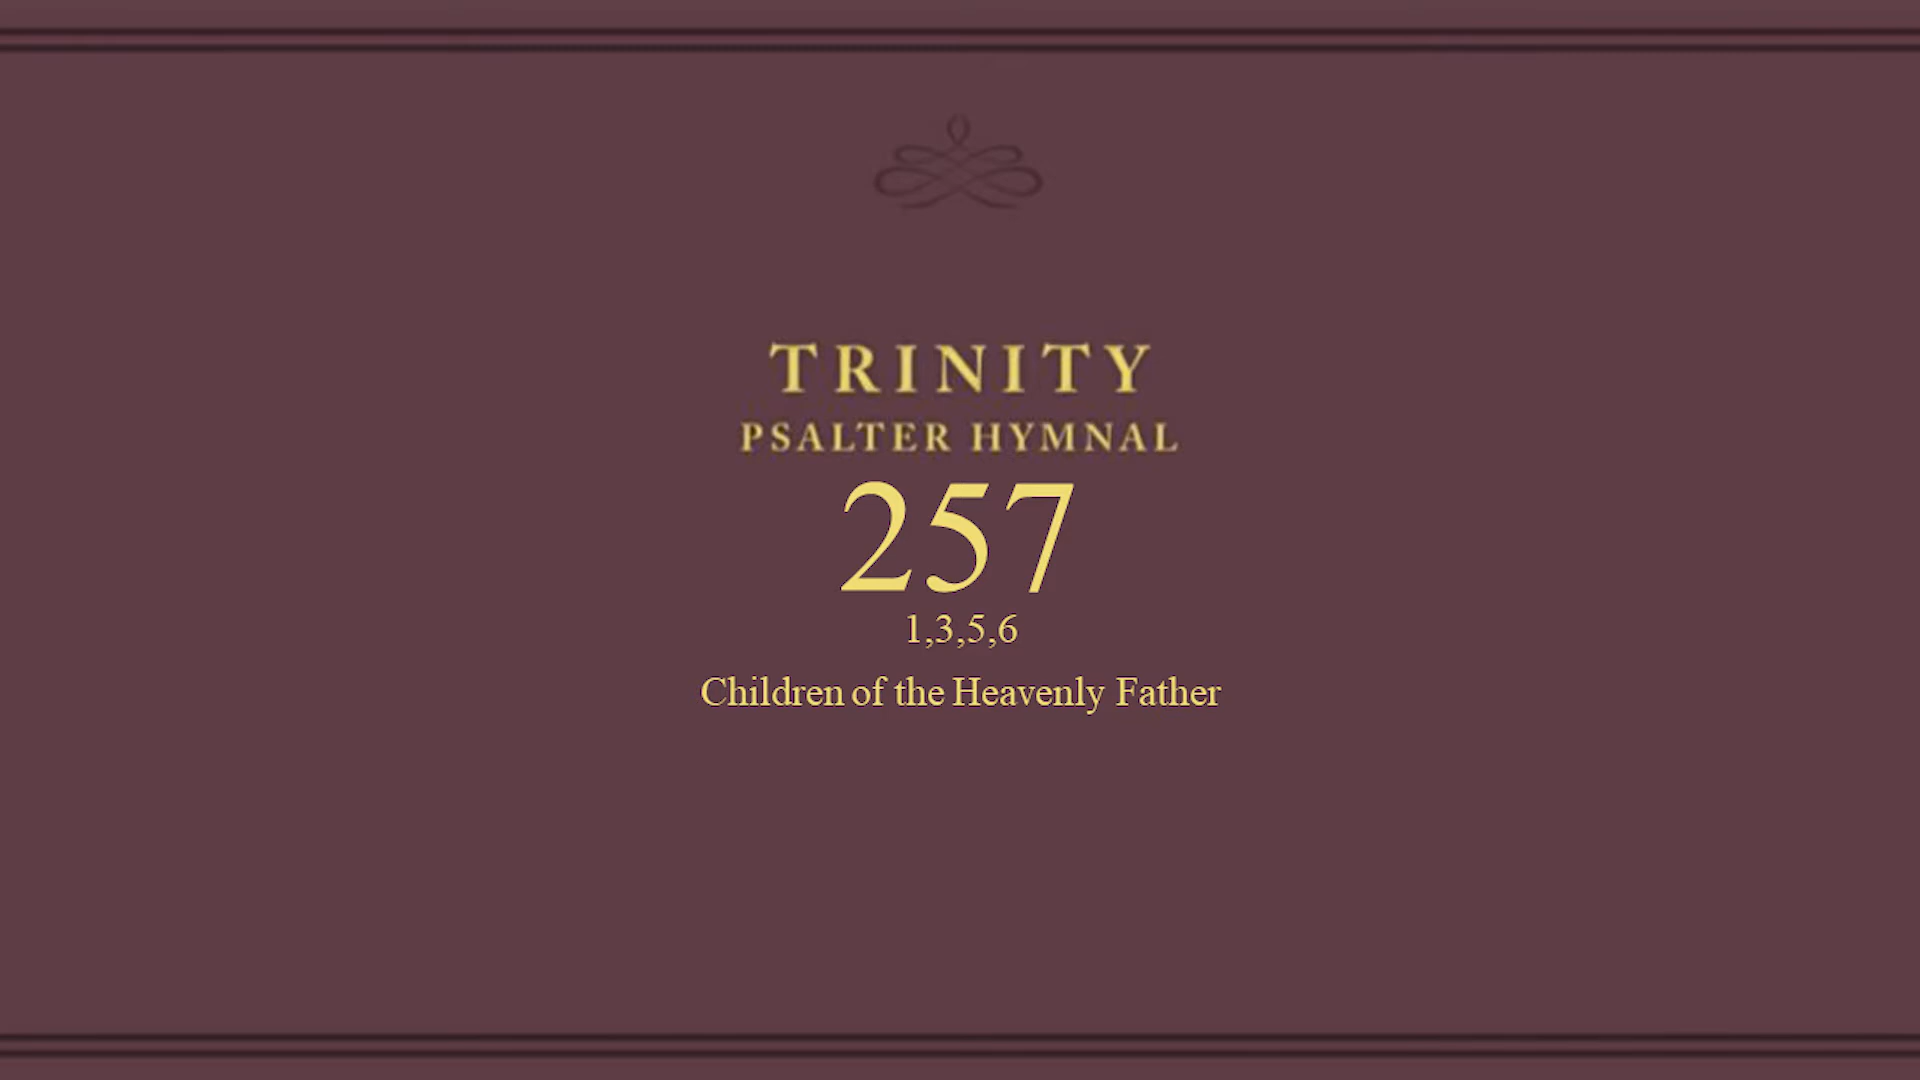 TRINITY
PSALTER HYMNAL
257
1,3,5,6
Children of the Heavenly Father